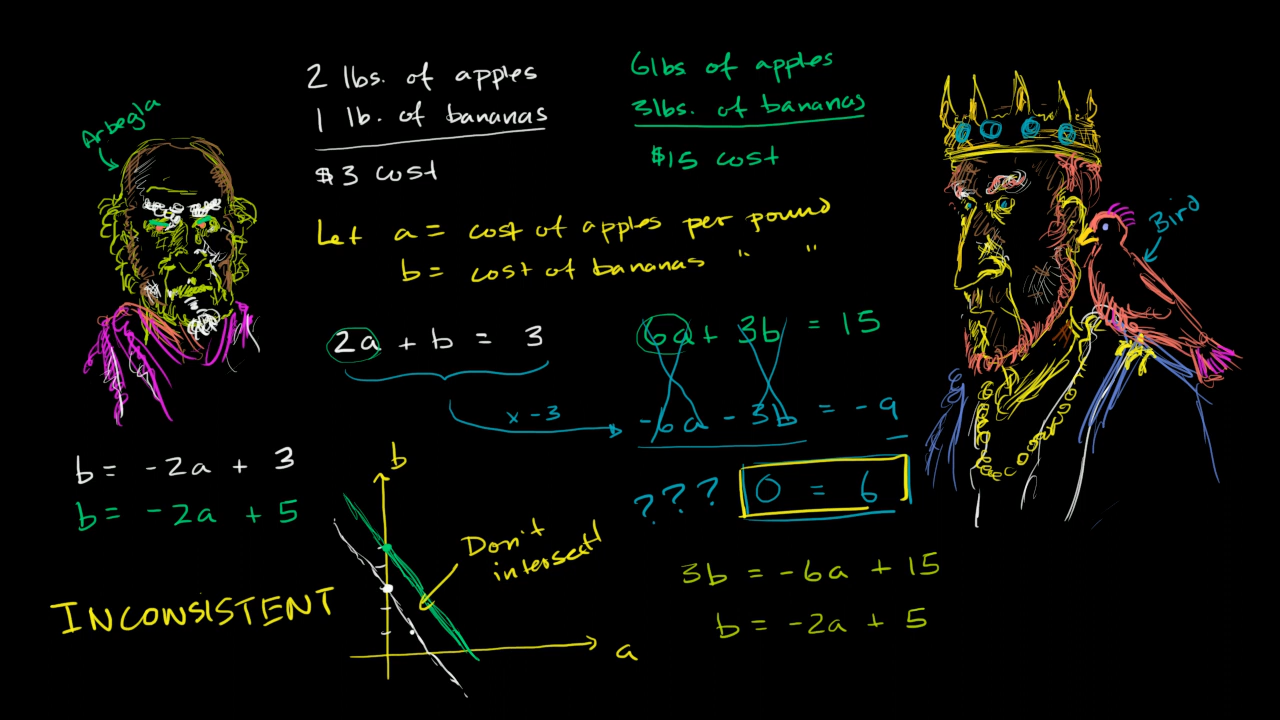 Arbegla
2 lbs. of apples
1 lb. of bananas
$3 cost
6lbs of apples
3lbs. of bananas
$15 cost
Let a = cost of apples per pound
b = cost of bananas " "
Bird
2a + b = 3
6a + 3b = 15
x -3
-6a - 3b = -9
??? 0 = 6
b = -2a + 3
b = -2a + 5
INCONSISTENT
b
a
Don't
intersect!
3b = -6a + 15
b = -2a + 5